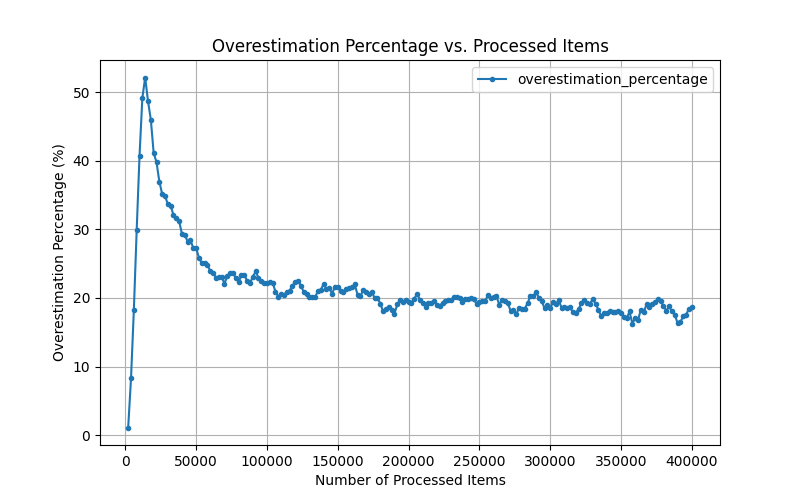 Overestimation Percentage vs. Processed Items
overestimation_percentage
Overestimation Percentage (%)
50
40
30
20
10
0
0 50000 100000 150000 200000 250000 300000 350000 400000
Number of Processed Items